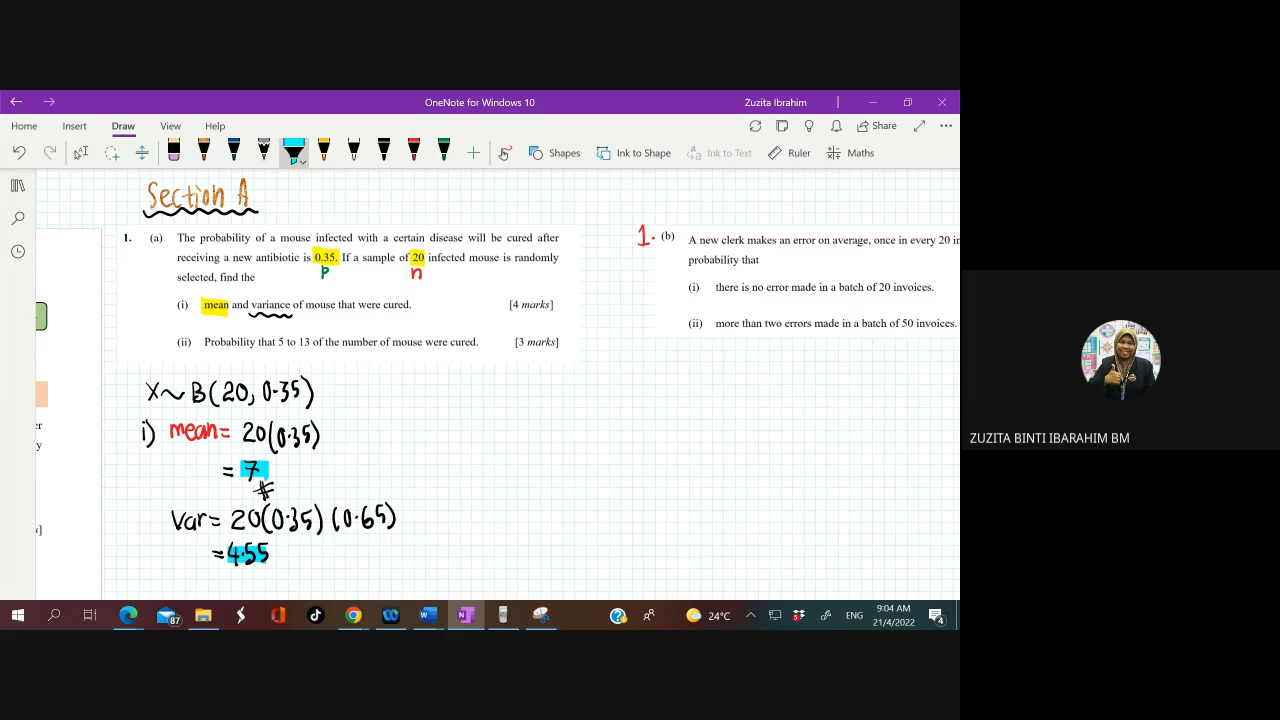 OneNote for Windows 10
Zuzita Ibrahim
Home Insert Draw View Help
Share
Shapes Ink to Shape Ink to Text Ruler Maths
Section A
1. (a) The probability of a mouse infected with a certain disease will be cured after
receiving a new antibiotic is 0.35. If a sample of 20 infected mouse is randomly
p n
selected, find the
(i) mean and variance of mouse that were cured. [4 marks]
(ii) Probability that 5 to 13 of the number of mouse were cured. [3 marks]
X ~ B(20, 0.35)
i) mean = 20(0.35)
= 7
Var = 20(0.35)(0.65)
= 4.55
1. (b) A new clerk makes an error on average, once in every 20 in
probability that
(i) there is no error made in a batch of 20 invoices.
(ii) more than two errors made in a batch of 50 invoices.
er
y
]
ZUZITA BINTI IBARAHIM BM
87
24°C
5
ENG
9:04 AM
21/4/2022
4